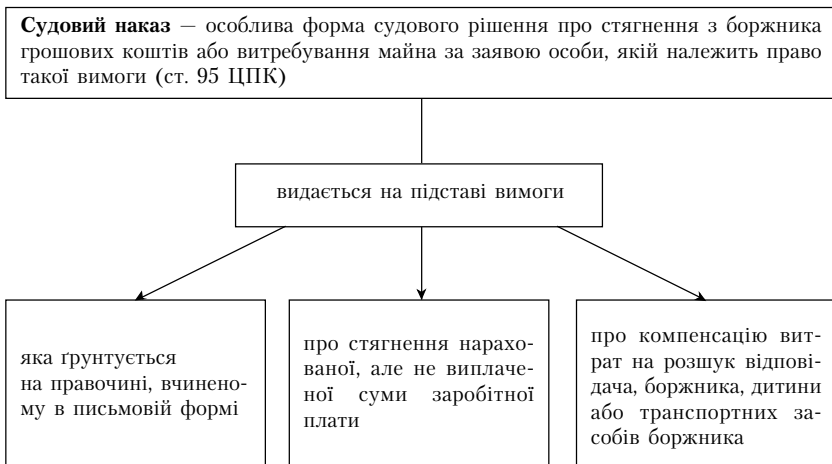 Судовий наказ — особлива форма судового рішення про стягнення з боржника
грошових коштів або витребування майна за заявою особи, якій належить право
такої вимоги (ст. 95 ЦПК)
видається на підставі вимоги
яка ґрунтується
на правочині, вчинено-
му в письмовій формі
про стягнення нарахо-
ваної, але не виплаче-
ної суми заробітної
плати
про компенсацію вит-
рат на розшук відпові-
дача, боржника, дитини
або транспортних за-
собів боржника